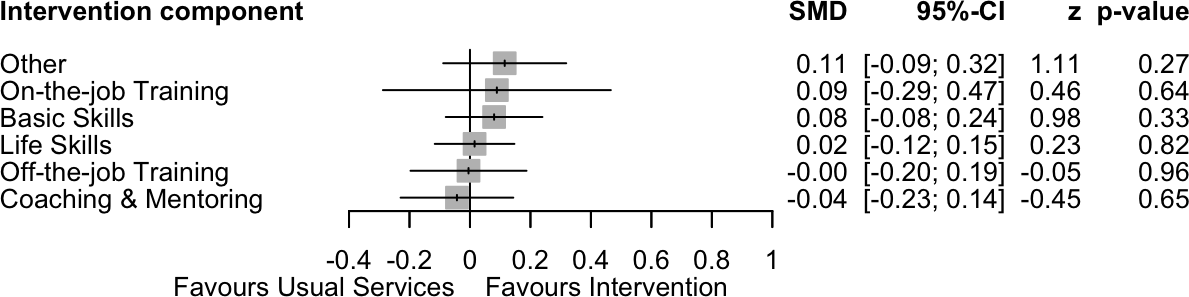 Intervention component SMD 95%-CI z p-value
Other 0.11 [-0.09; 0.32] 1.11 0.27
On-the-job Training 0.09 [-0.29; 0.47] 0.46 0.64
Basic Skills 0.08 [-0.08; 0.24] 0.98 0.33
Life Skills 0.02 [-0.12; 0.15] 0.23 0.82
Off-the-job Training -0.00 [-0.20; 0.19] -0.05 0.96
Coaching & Mentoring -0.04 [-0.23; 0.14] -0.45 0.65
-0.4 -0.2 0 0.2 0.4 0.6 0.8 1
Favours Usual Services Favours Intervention